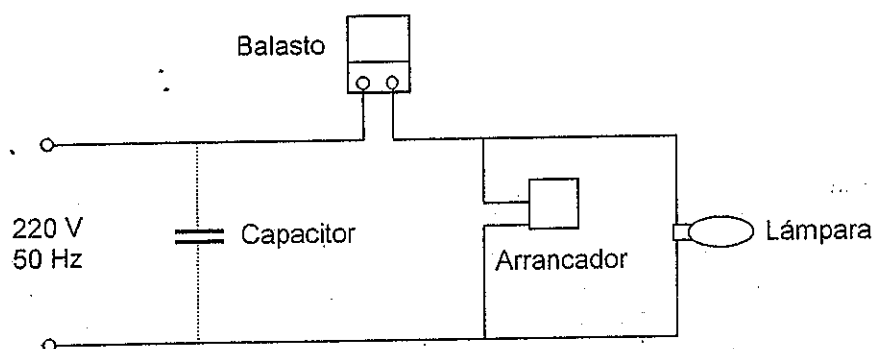 Balasto
220 V
50 Hz
Capacitor
Arrancador
Lámpara